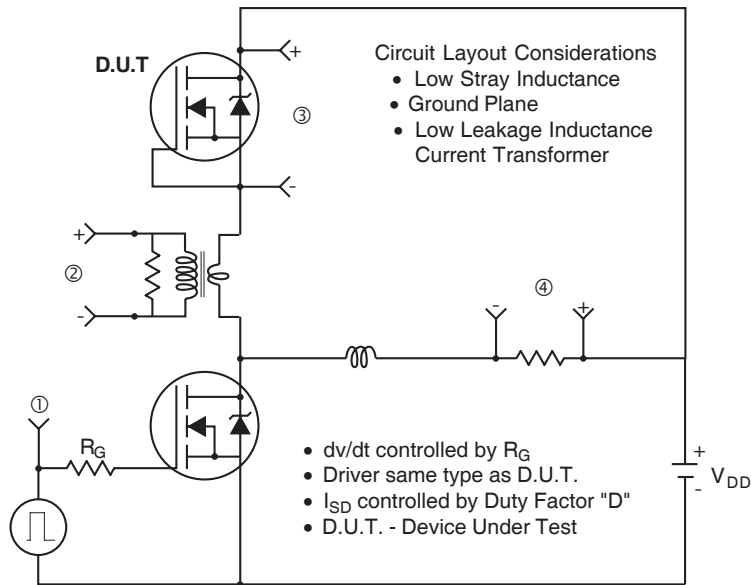 D.U.T
+
③
-
Circuit Layout Considerations
• Low Stray Inductance
• Ground Plane
• Low Leakage Inductance
Current Transformer
+
②
-
④
-
+
①
R_G
• dv/dt controlled by R_G
• Driver same type as D.U.T.
• I_SD controlled by Duty Factor "D"
• D.U.T. - Device Under Test
+
V_DD
-